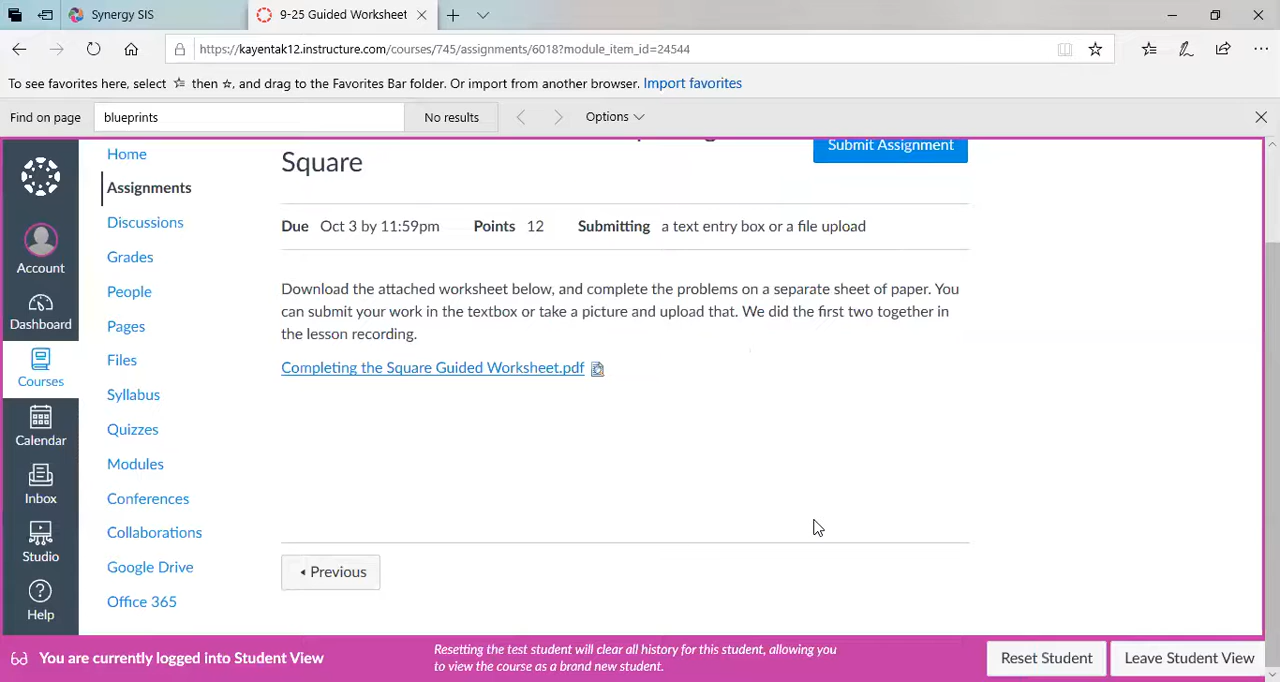 Synergy SIS
9-25 Guided Worksheet
https://kayentak12.instructure.com/courses/745/assignments/6018?module_item_id=24544
To see favorites here, select then , and drag to the Favorites Bar folder. Or import from another browser. Import favorites
Find on page
blueprints
No results
Options
Home
Assignments
Discussions
Grades
People
Pages
Files
Syllabus
Quizzes
Modules
Conferences
Collaborations
Google Drive
Office 365
Account
Dashboard
Courses
Calendar
Inbox
Studio
Help
Square
Submit Assignment
Due Oct 3 by 11:59pm Points 12 Submitting a text entry box or a file upload
Download the attached worksheet below, and complete the problems on a separate sheet of paper. You
can submit your work in the textbox or take a picture and upload that. We did the first two together in
the lesson recording.
Completing the Square Guided Worksheet.pdf
Previous
You are currently logged into Student View
Resetting the test student will clear all history for this student, allowing you
to view the course as a brand new student.
Reset Student
Leave Student View